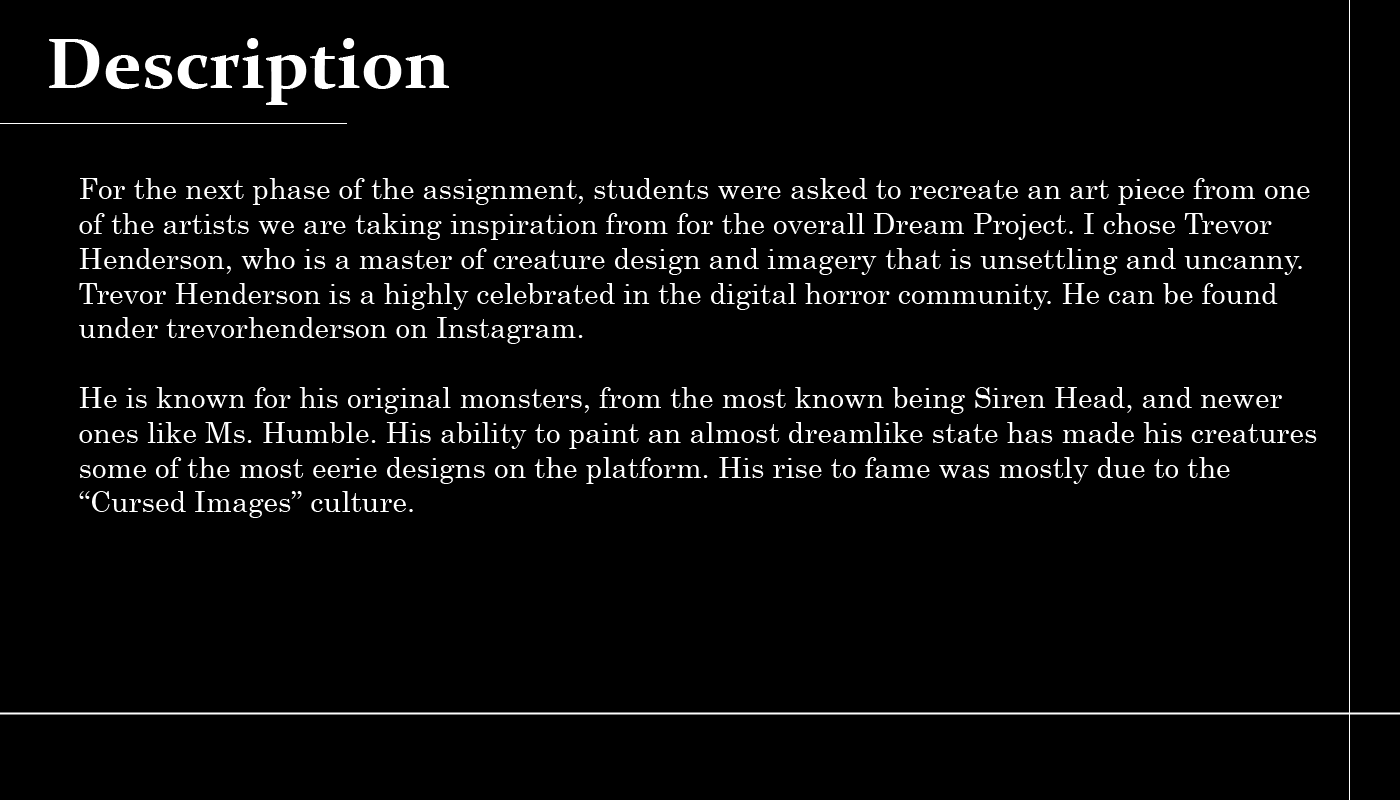 Description
For the next phase of the assignment, students were asked to recreate an art piece from one
of the artists we are taking inspiration from for the overall Dream Project. I chose Trevor
Henderson, who is a master of creature design and imagery that is unsettling and uncanny.
Trevor Henderson is a highly celebrated in the digital horror community. He can be found
under trevorhenderson on Instagram.
He is known for his original monsters, from the most known being Siren Head, and newer
ones like Ms. Humble. His ability to paint an almost dreamlike state has made his creatures
some of the most eerie designs on the platform. His rise to fame was mostly due to the
“Cursed Images” culture.